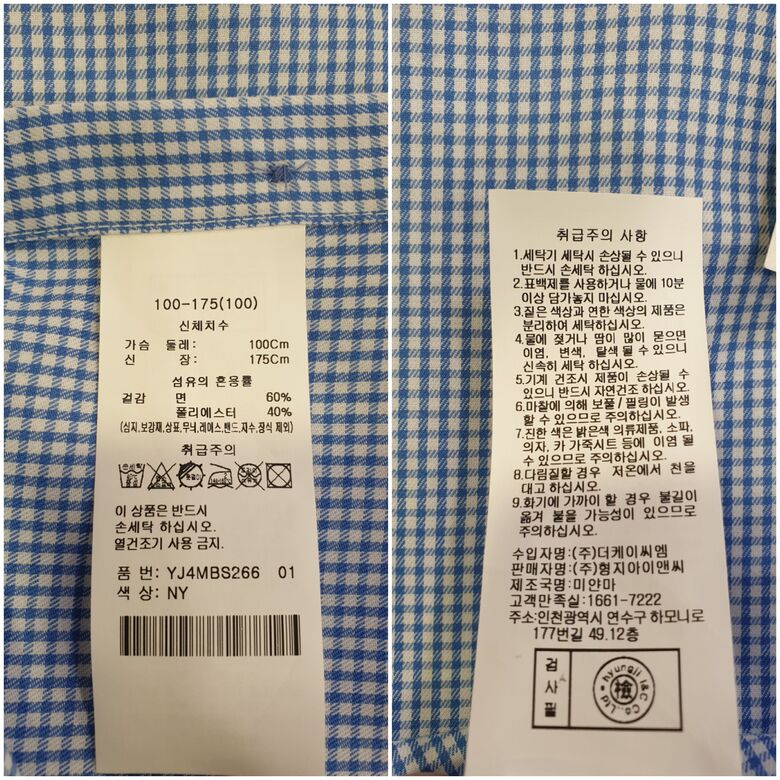 100-175(100)
신체치수
가슴 둘레: 100Cm
신 장: 175Cm
섬유의 혼용률
겉감 면 60%
폴리에스터 40%
(심지,보강재,상표,무늬,레이스,밴드,자수,장식 제외)
취급주의
이 상품은 반드시
손세탁 하십시오.
열건조기 사용 금지.
품 번: YJ4MBS266 01
색 상: NY
취급주의 사항
1.세탁기 세탁시 손상될 수 있으니
반드시 손세탁 하십시오.
2.표백제를 사용하거나 물에 10분
이상 담가놓지 마십시오.
3.짙은 색상과 연한 색상의 제품은
분리하여 세탁하십시오.
4.물에 젖거나 땀이 많이 묻으면
이염, 변색, 탈색 될 수 있으니
신속히 세탁 하십시오.
5.기계 건조시 제품이 손상될 수
있으니 반드시 자연건조 하십시오.
6.마찰에 의해 보풀/필링이 발생
할 수 있으므로 주의하십시오.
7.진한 색은 밝은색 의류제품, 소파,
의자, 카 가죽시트 등에 이염 될
수 있으므로 주의하십시오.
8.다림질할 경우 저온에서 천을
대고 하십시오.
9.화기에 가까이 할 경우 불길이
옮겨 붙을 가능성이 있으므로
주의하십시오.
수입자명:(주)더케이씨엠
판매자명:(주)형지아이앤씨
제조국명:미얀마
고객만족실:1661-7222
주소:인천광역시 연수구 하모니로
177번길 49.12층
검사필
hyungji I&C Co.,Ltd
檢